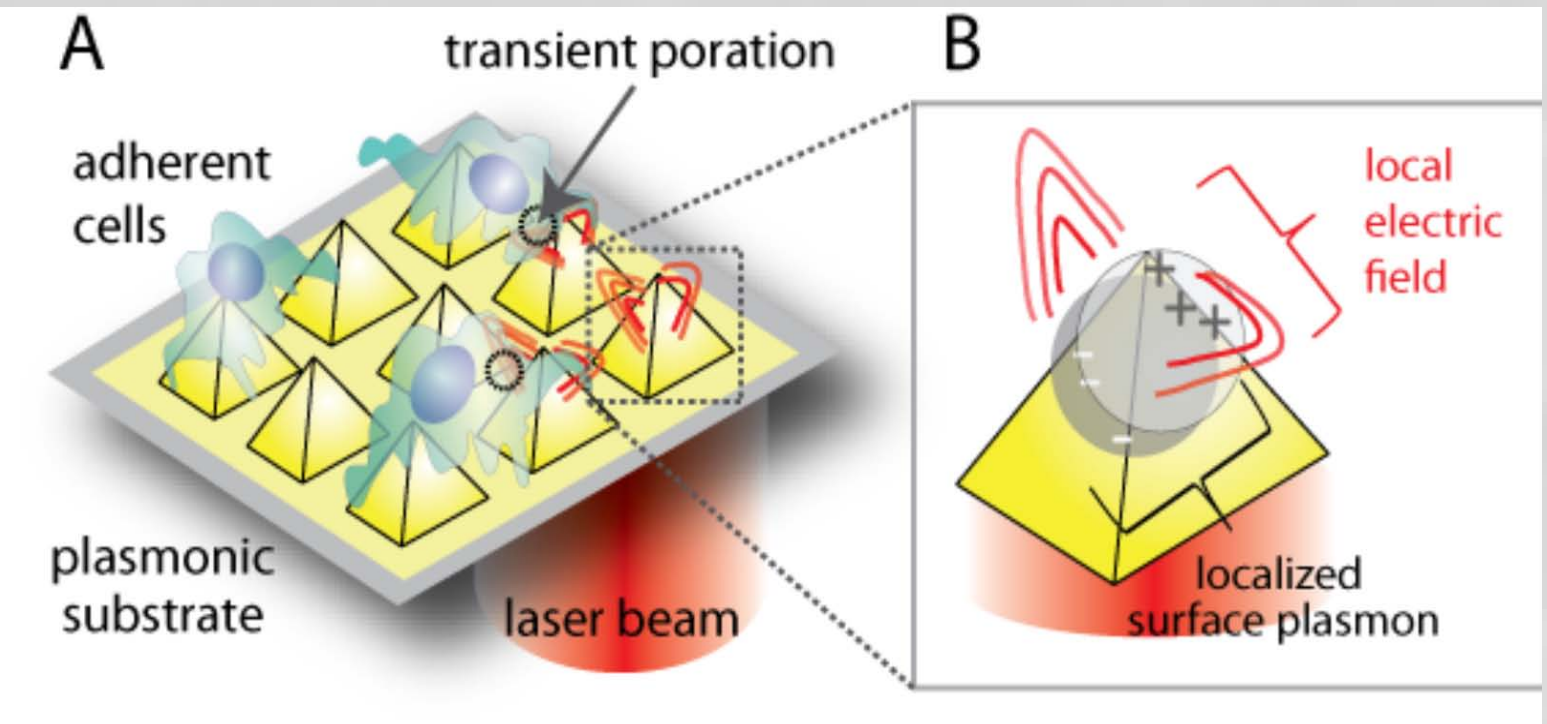 A
transient poration
B
adherent
cells
local
electric
field
+
+
+
-
-
-
plasmonic
substrate
laser beam
localized
surface plasmon